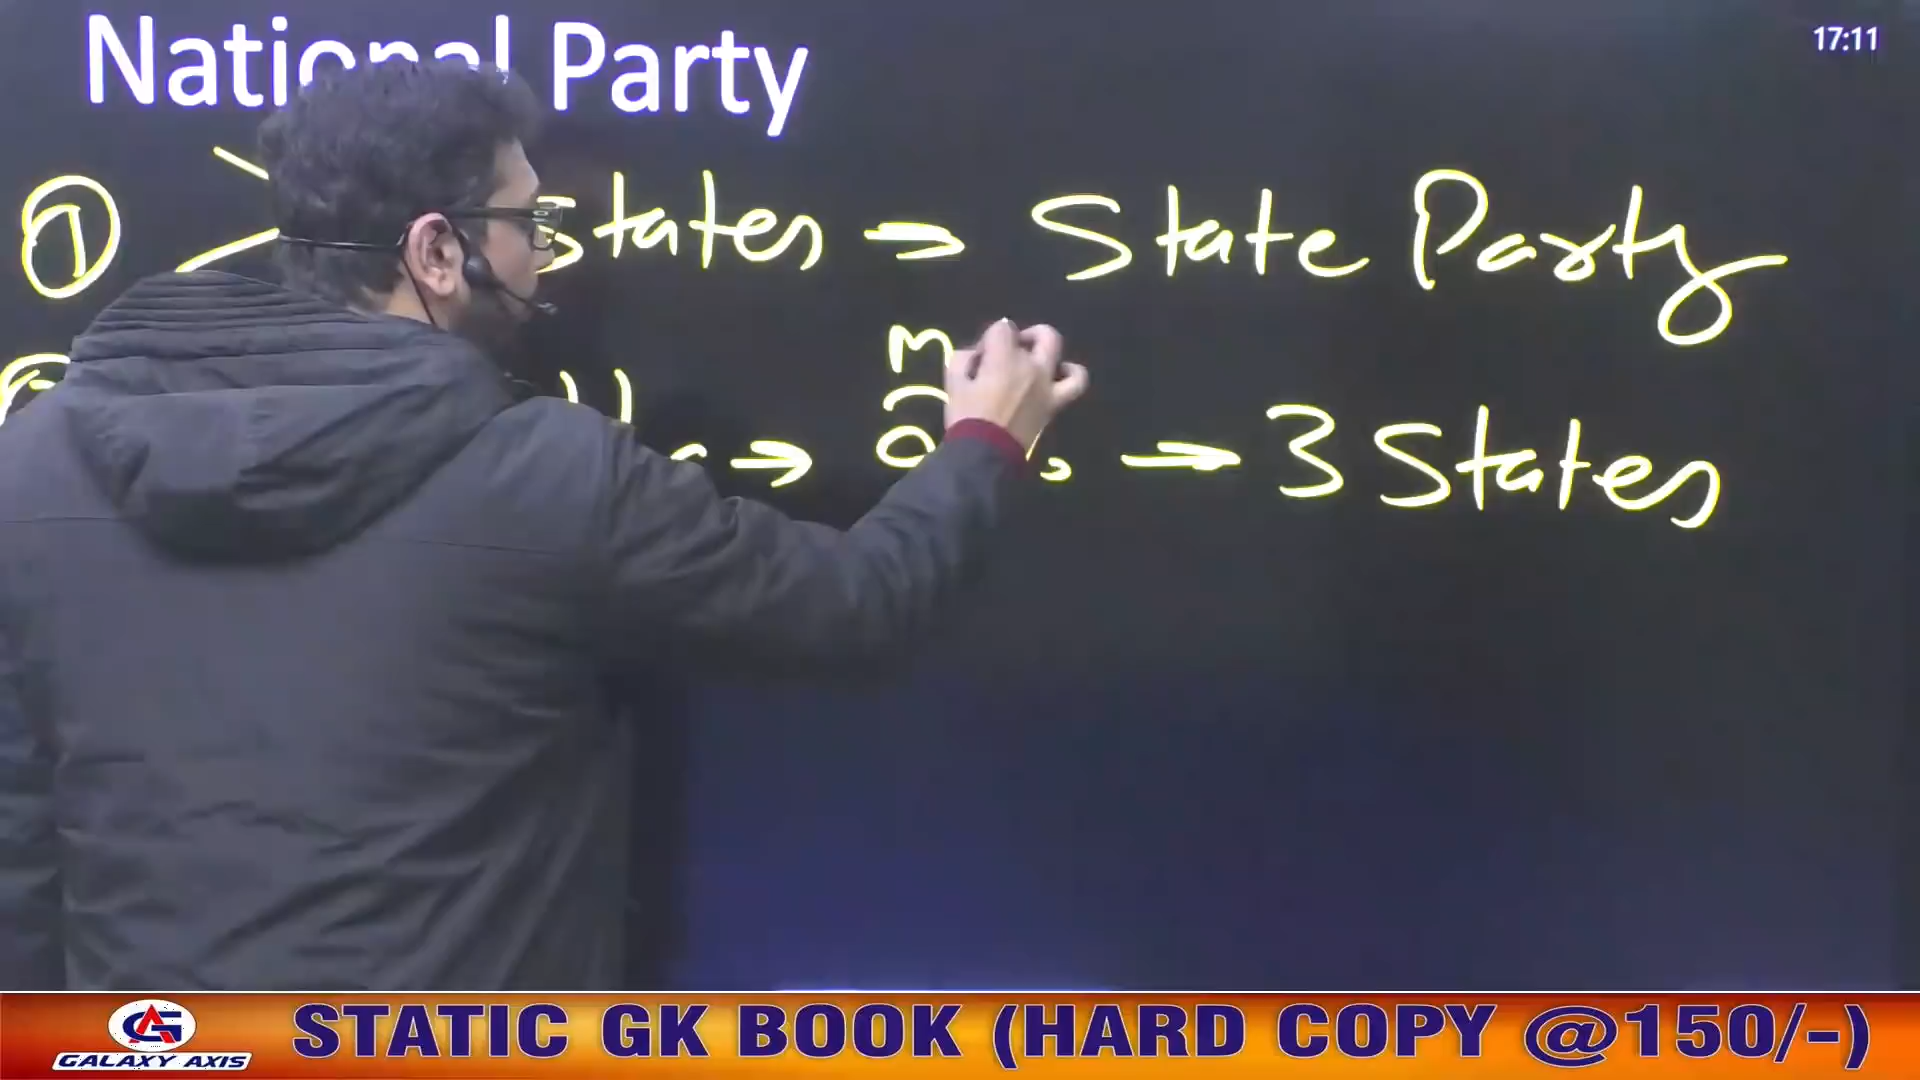 National Party
17:11
① States → State Party
→ % → 3 States
GALAXY AXIS
STATIC GK BOOK (HARD COPY @150/-)